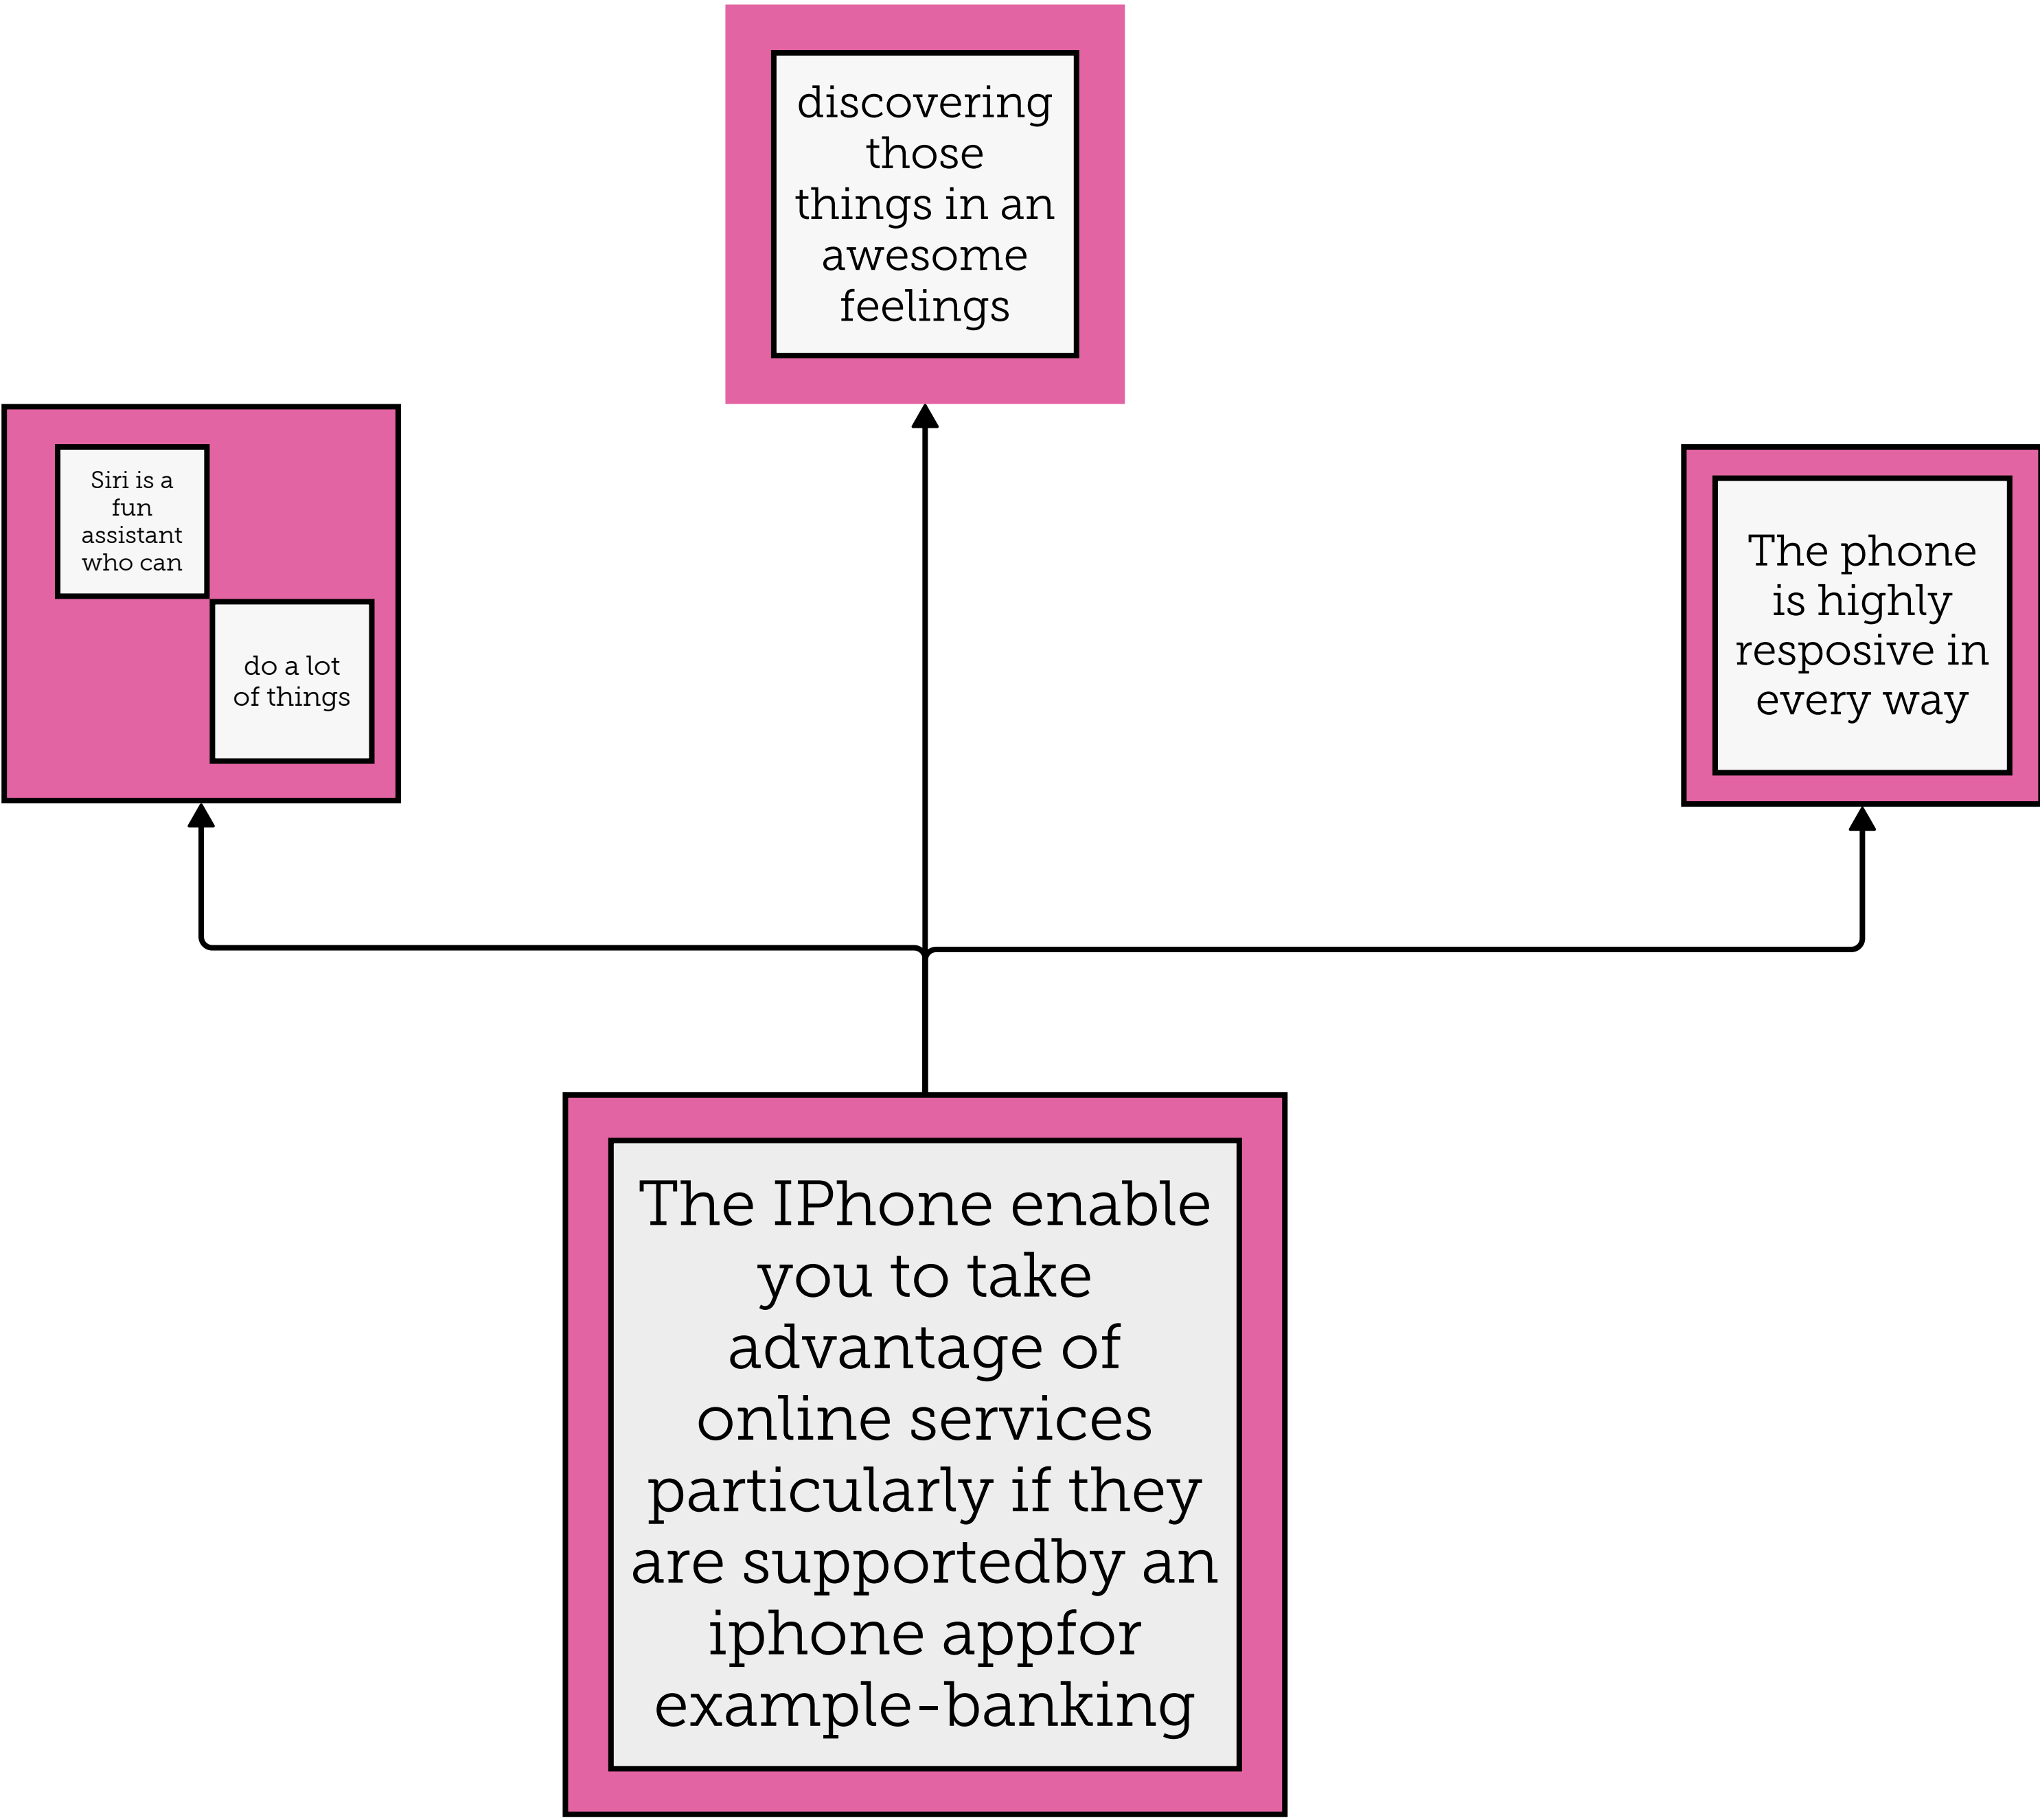 discovering
those
things in an
awesome
feelings
Siri is a
fun
assistant
who can
do a lot
of things
The phone
is highly
resposive in
every way
The IPhone enable
you to take
advantage of
online services
particularly if they
are supportedby an
iphone appfor
example-banking